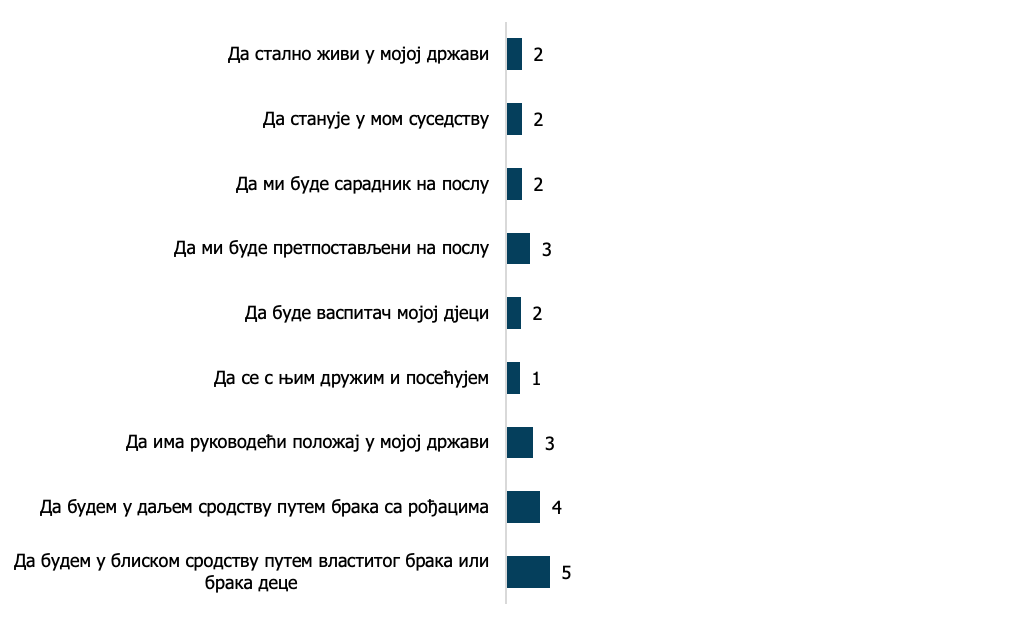 Да стално живи у мојој држави 2
Да станује у мом суседству 2
Да ми буде сарадник на послу 2
Да ми буде претпостављени на послу 3
Да буде васпитач мојој дјеци 2
Да се с њим дружим и посећујем 1
Да има руководећи положај у мојој држави 3
Да будем у даљем сродству путем брака са рођацима 4
Да будем у блиском сродству путем властитог брака или
брака деце 5